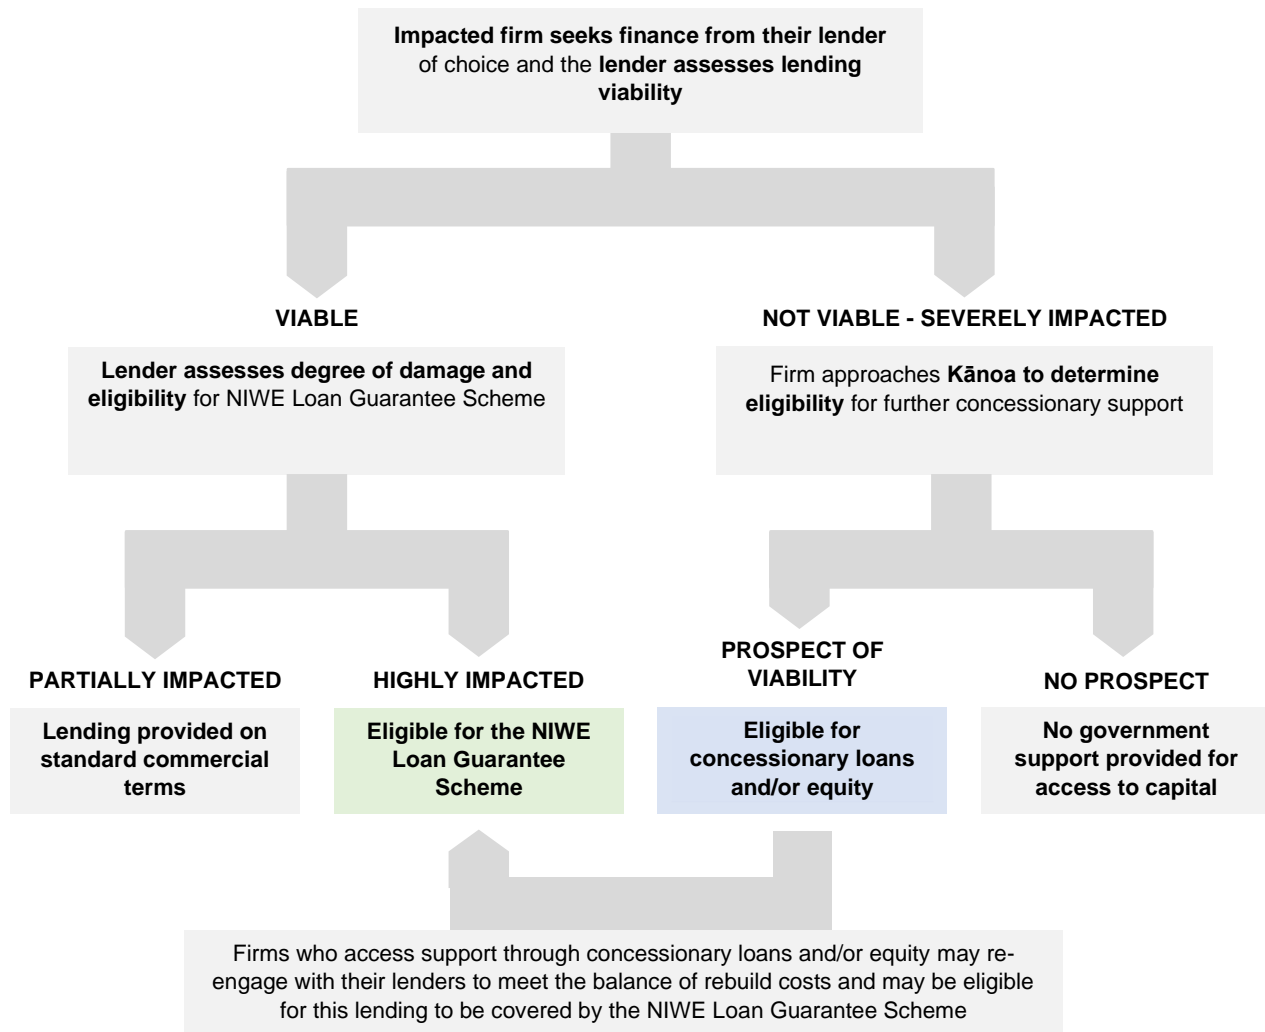 Impacted firm seeks finance from their lender
of choice and the lender assesses lending
viability
VIABLE
NOT VIABLE - SEVERELY IMPACTED
Lender assesses degree of damage and
eligibility for NIWE Loan Guarantee Scheme
Firm approaches Kānoa to determine
eligibility for further concessionary support
PARTIALLY IMPACTED
HIGHLY IMPACTED
PROSPECT OF
VIABILITY
NO PROSPECT
Lending provided on
standard commercial
terms
Eligible for the NIWE
Loan Guarantee
Scheme
Eligible for
concessionary loans
and/or equity
No government
support provided for
access to capital
Firms who access support through concessionary loans and/or equity may re-
engage with their lenders to meet the balance of rebuild costs and may be eligible
for this lending to be covered by the NIWE Loan Guarantee Scheme